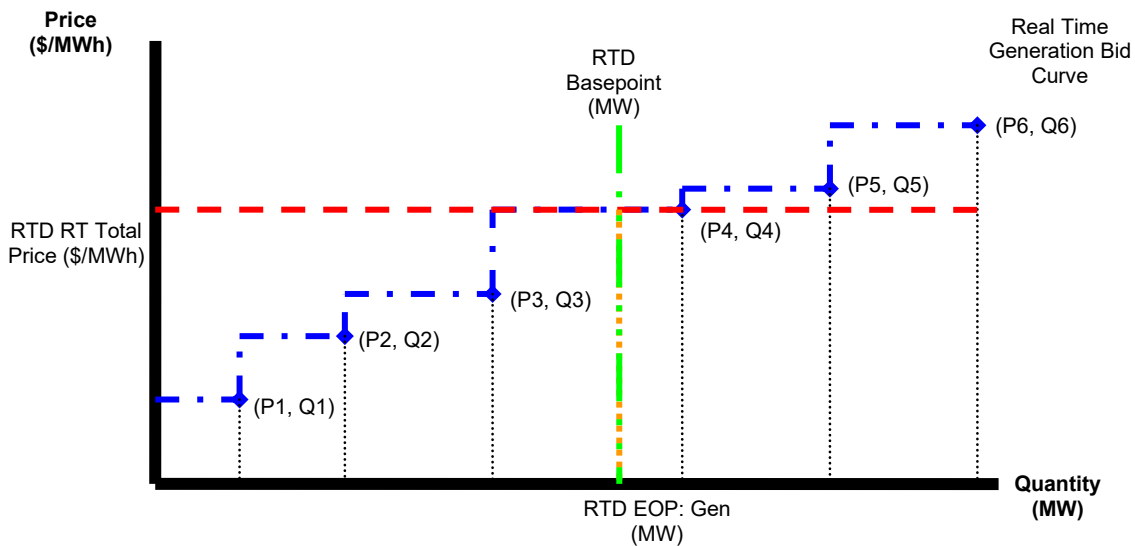 Price
($/MWh)
Real Time
Generation Bid
Curve
RTD
Basepoint
(MW)
(P6, Q6)
(P5, Q5)
RTD RT Total
Price ($/MWh)
(P4, Q4)
(P3, Q3)
(P2, Q2)
(P1, Q1)
Quantity
(MW)
RTD EOP: Gen
(MW)